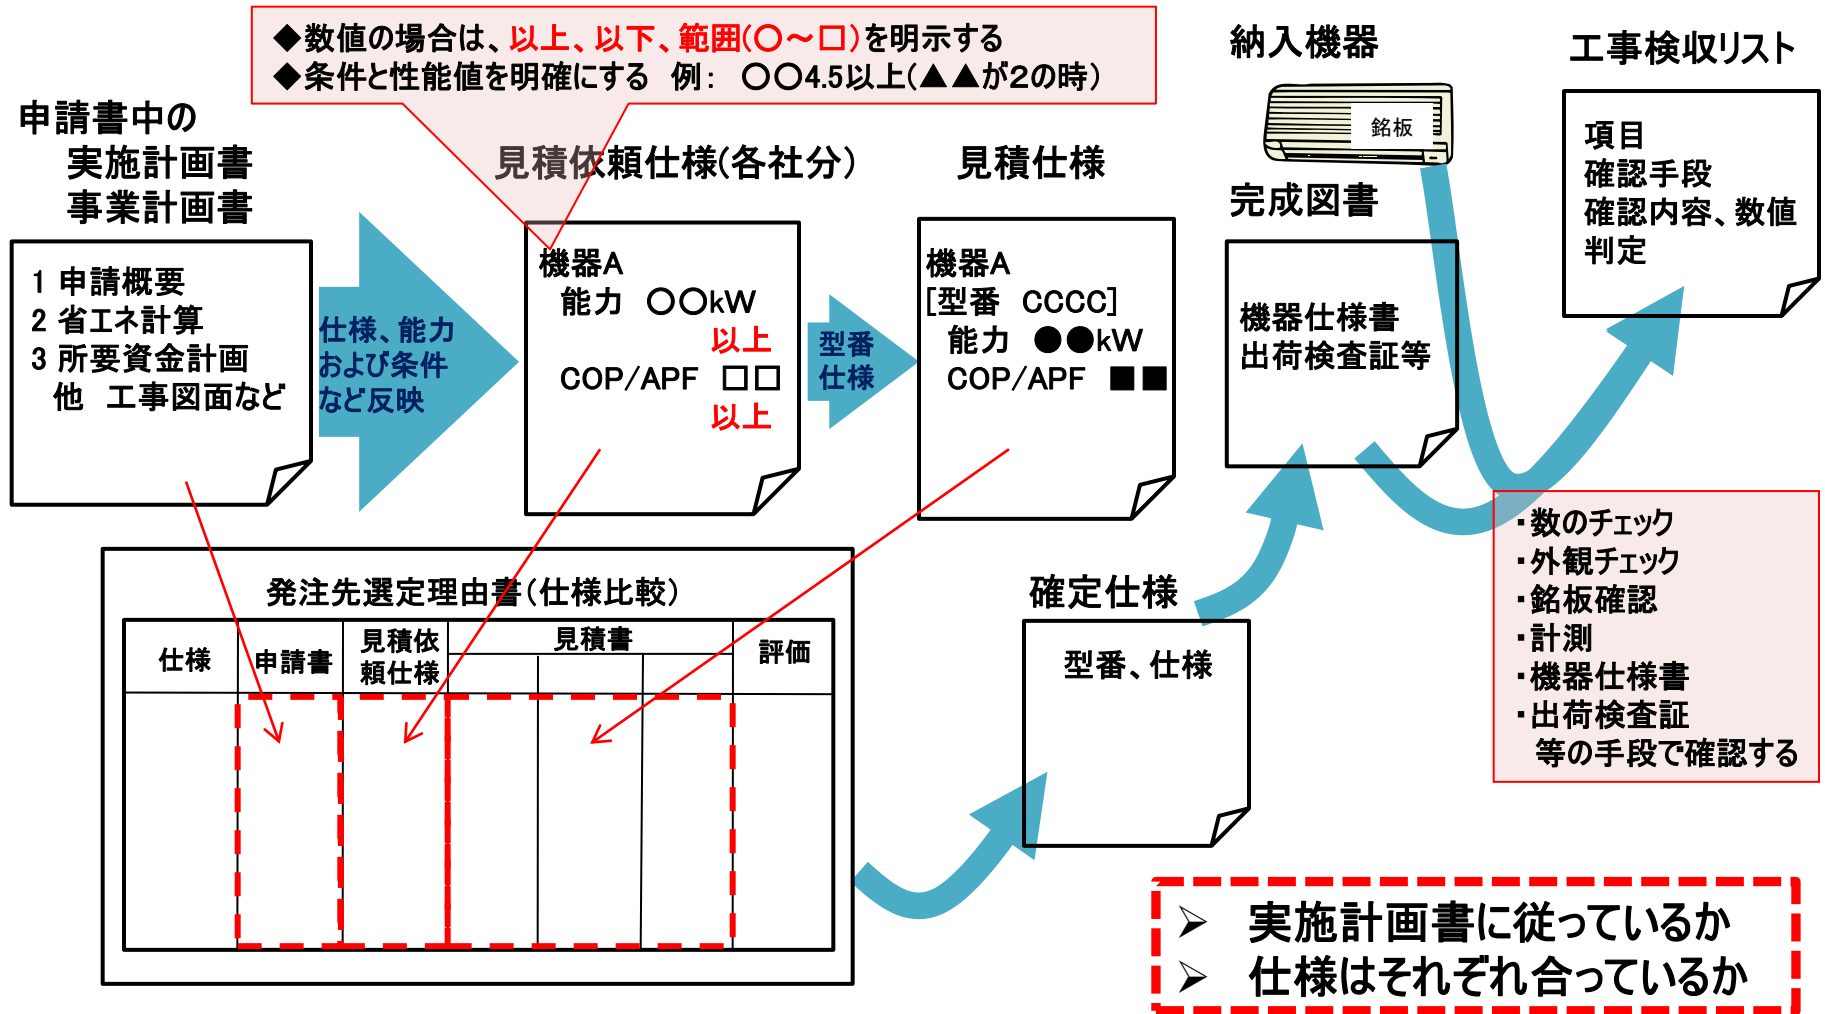 ◆数値の場合は、以上、以下、範囲(○～□)を明示する
◆条件と性能値を明確にする 例： ○○4.5以上(▲▲が2の時)
申請書中の
実施計画書
事業計画書
1 申請概要
2 省エネ計算
3 所要資金計画
他 工事図面など
仕様、能力
および条件
など反映
見積依頼仕様(各社分)
機器A
能力 ○○kW
以上
COP/APF □□
以上
型番
仕様
見積仕様
機器A
[型番 CCCC]
能力 ●●kW
COP/APF ■■
納入機器
銘板
完成図書
機器仕様書
出荷検査証等
工事検収リスト
項目
確認手段
確認内容、数値
判定
・数のチェック
・外観チェック
・銘板確認
・計測
・機器仕様書
・出荷検査証
等の手段で確認する
発注先選定理由書(仕様比較)
仕様
申請書
見積依
頼仕様
見積書
評価
確定仕様
型番、仕様
➢ 実施計画書に従っているか
➢ 仕様はそれぞれ合っているか